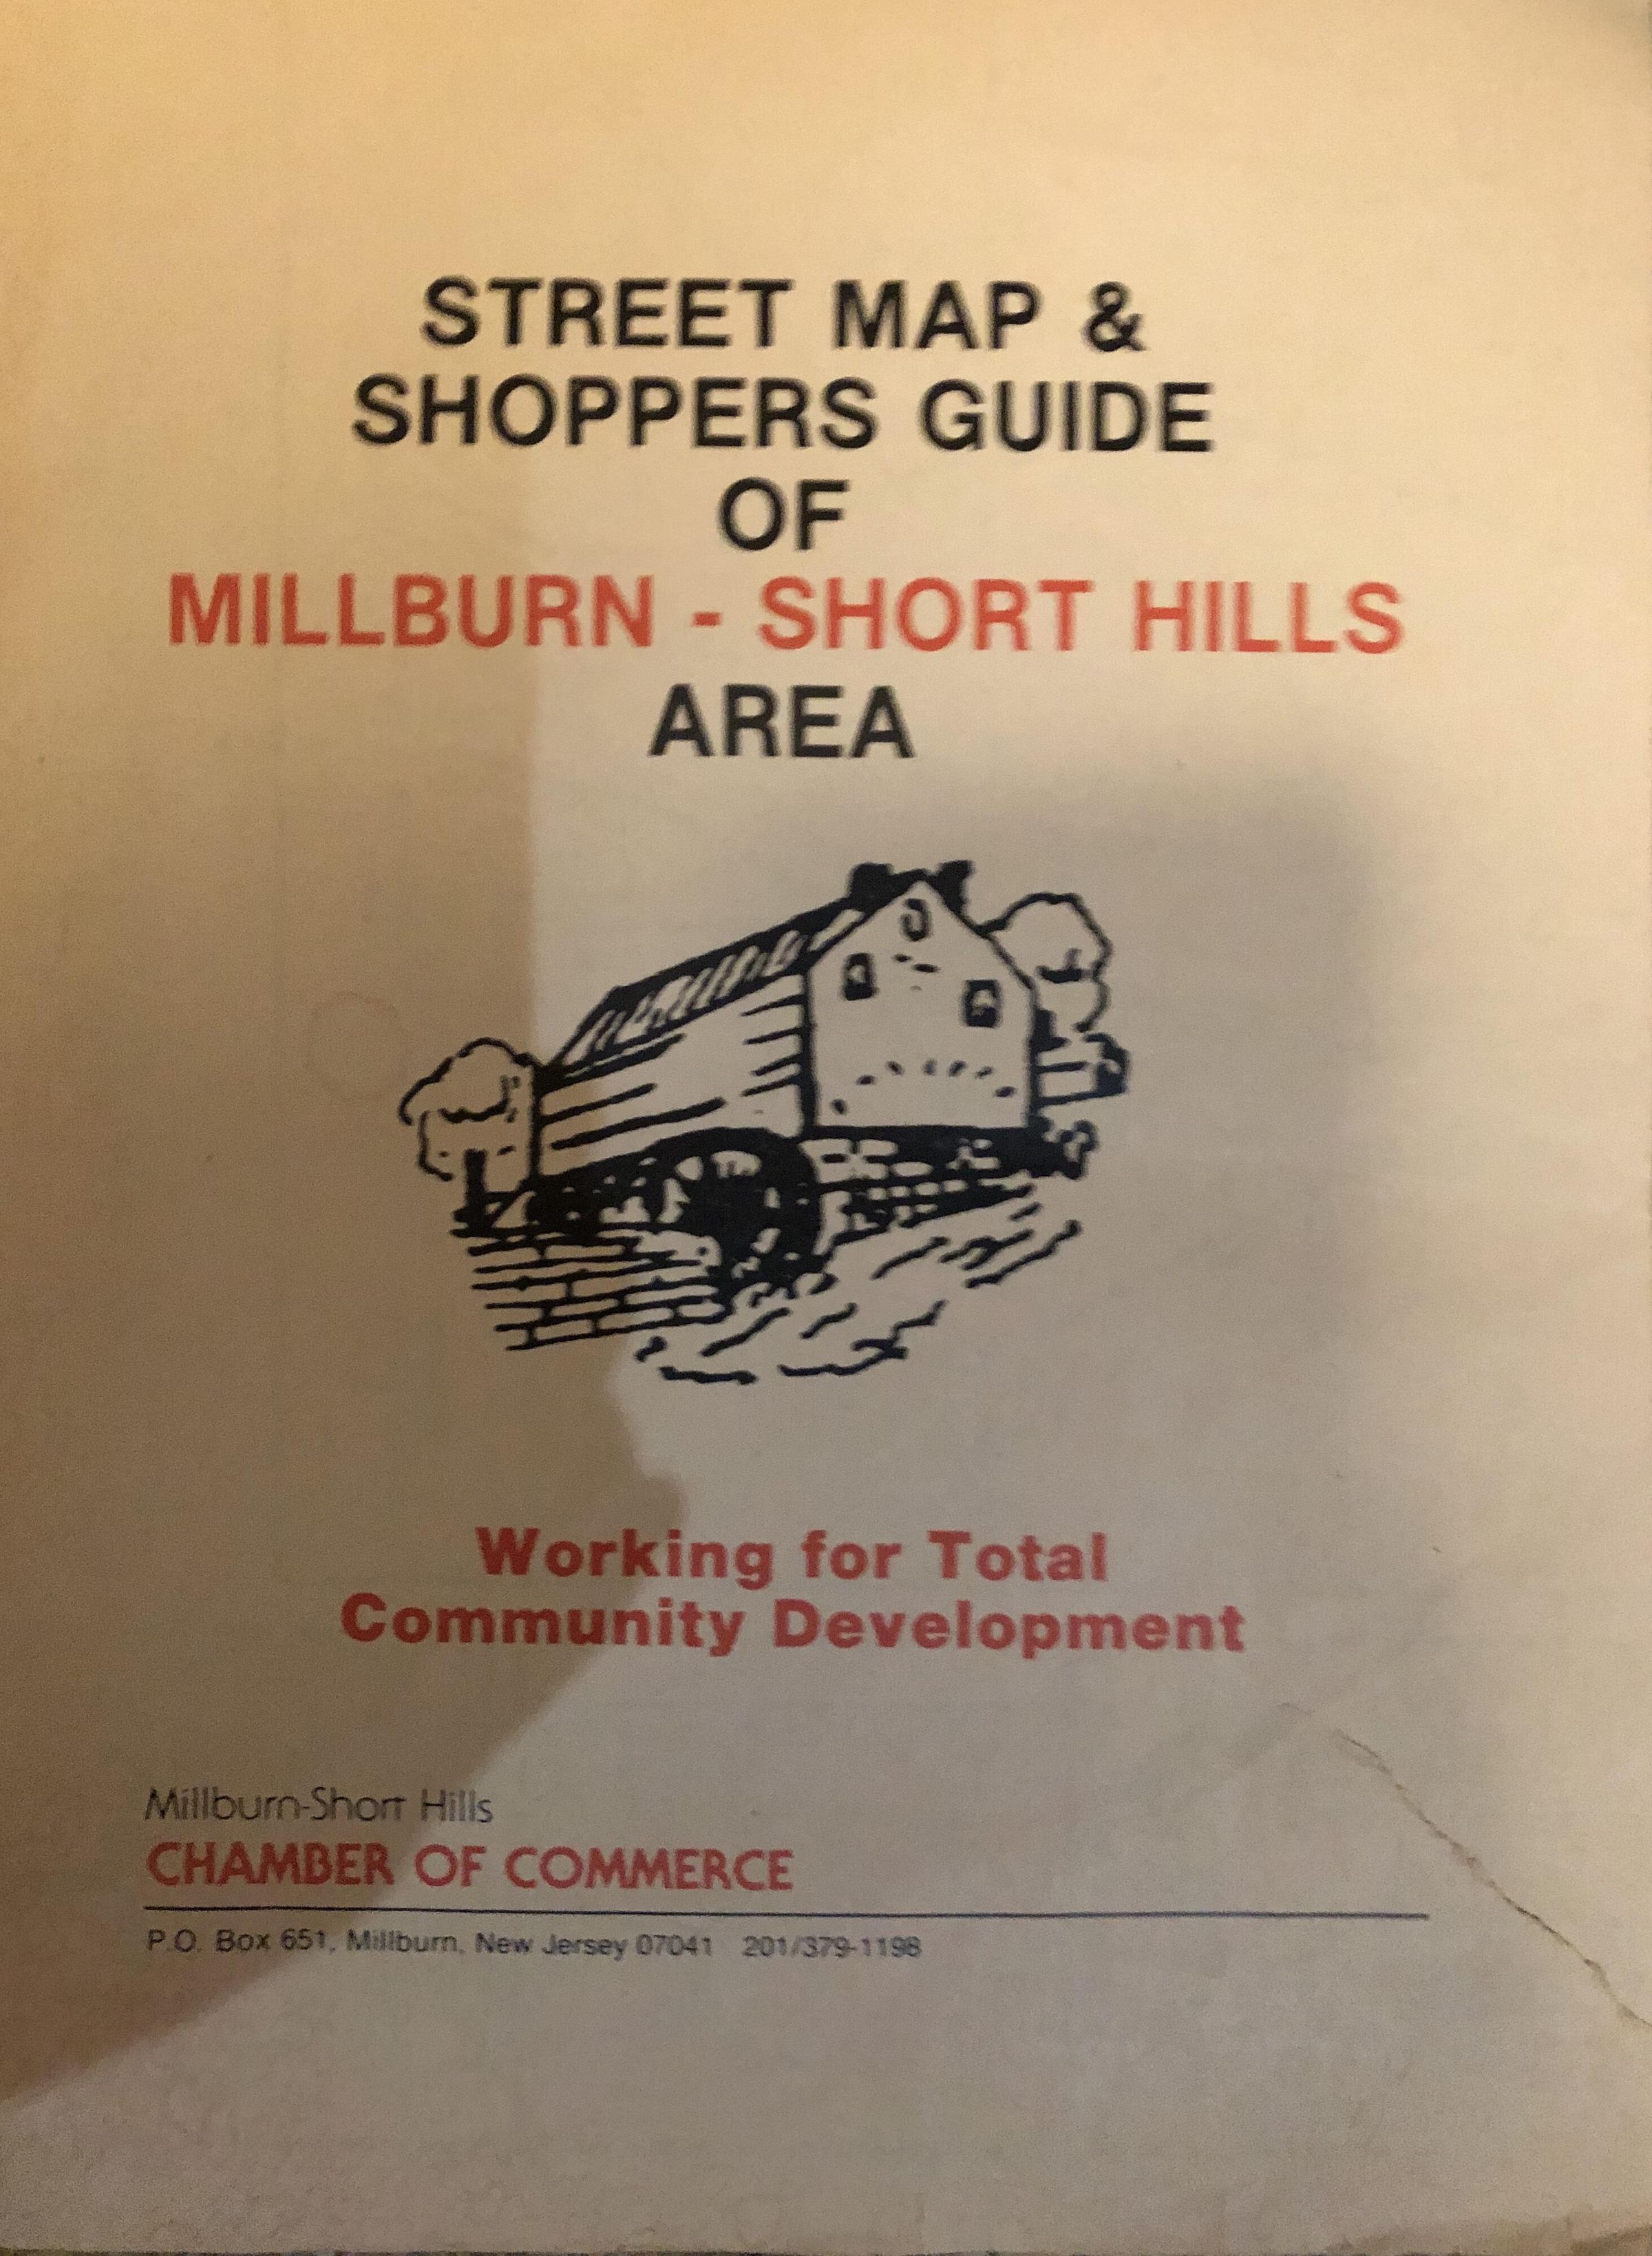 STREET MAP &
SHOPPERS GUIDE
OF
MILLBURN - SHORT HILLS
AREA
Working for Total
Community Development
Millburn-Short Hills
CHAMBER OF COMMERCE
P.O. Box 651, Millburn, New Jersey 07041 201/379-1198